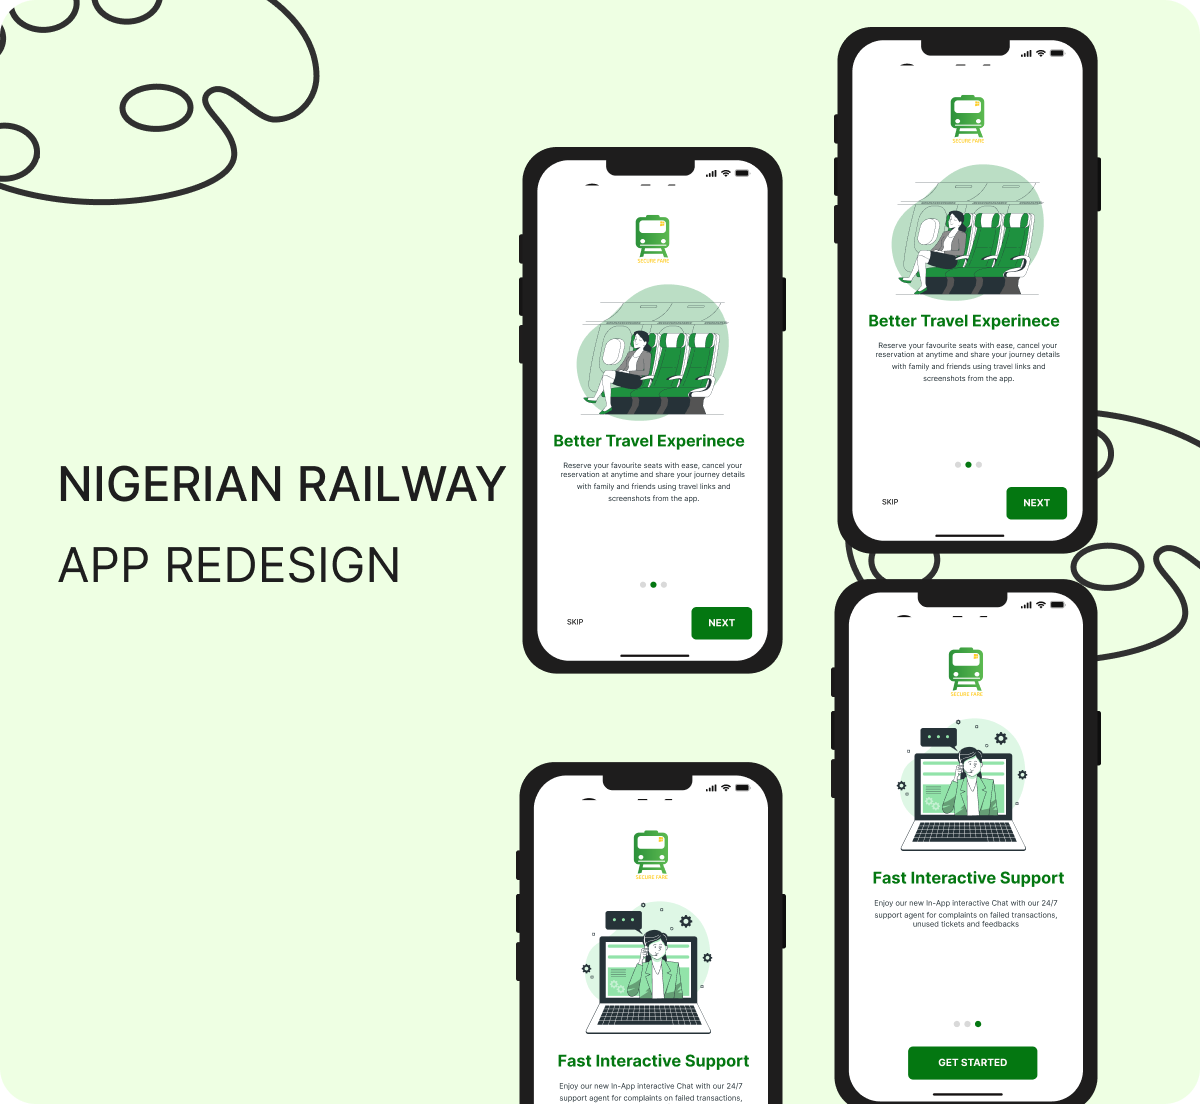 NIGERIAN RAILWAY
APP REDESIGN
SECURE FARE
Better Travel Experinece
Reserve your favourite seats with ease, cancel your
reservation at anytime and share your journey details
with family and friends using travel links and
screenshots from the app.
SKIP
NEXT
SECURE FARE
Better Travel Experinece
Reserve your favourite seats with ease, cancel your
reservation at anytime and share your journey details
with family and friends using travel links and
screenshots from the app.
SKIP
NEXT
SECURE FARE
Fast Interactive Support
Enjoy our new In-App interactive Chat with our 24/7
support agent for complaints on failed transactions,
SECURE FARE
Fast Interactive Support
Enjoy our new In-App interactive Chat with our 24/7
support agent for complaints on failed transactions,
unused tickets and feedbacks
GET STARTED